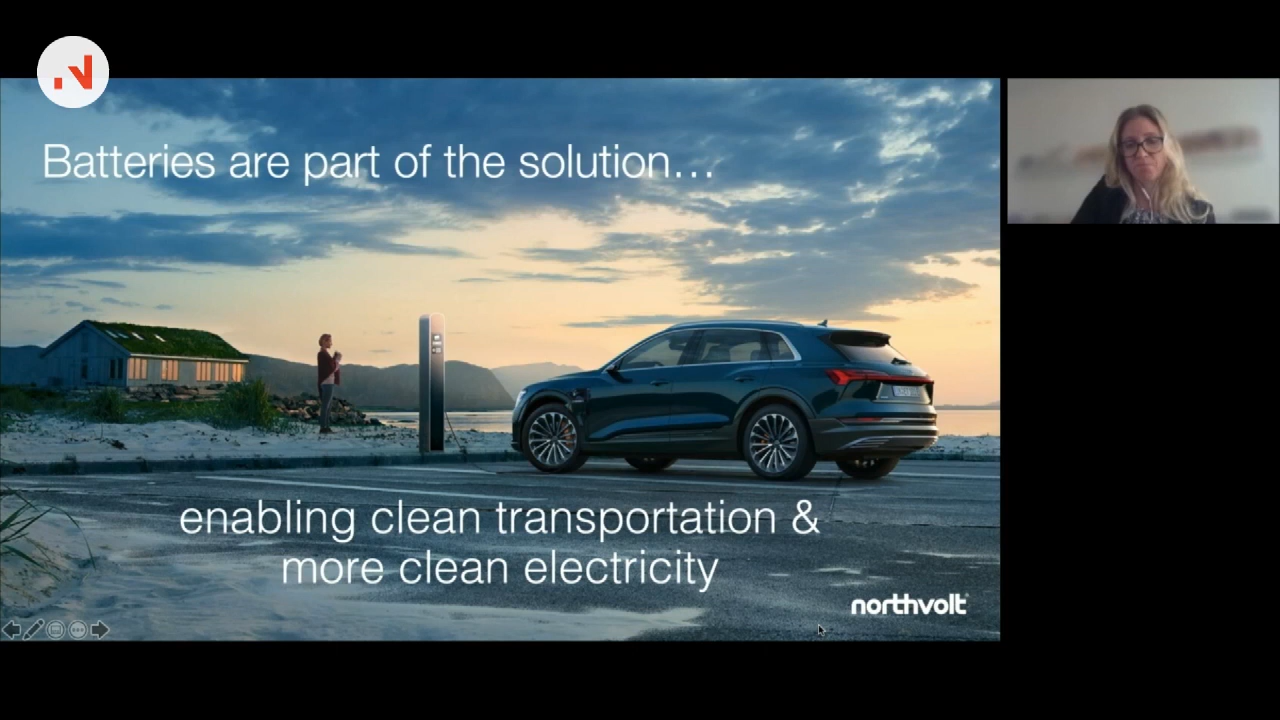 Batteries are part of the solution...
enabling clean transportation &
more clean electricity
northvolt